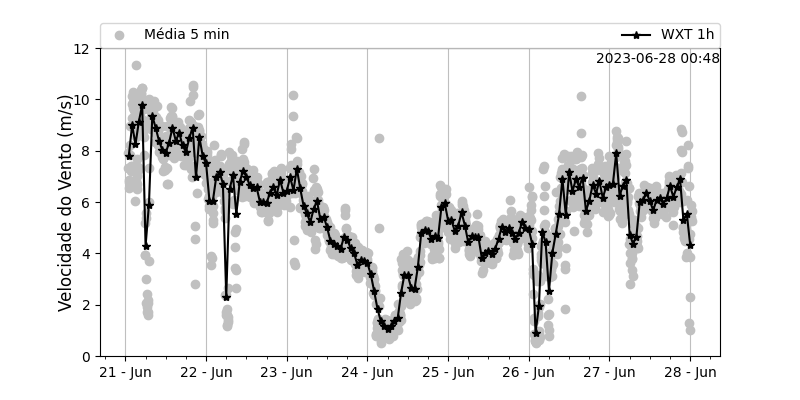 Média 5 min WXT 1h
2023-06-28 00:48
Velocidade do Vento (m/s)
12
10
8
6
4
2
0
21 - Jun 22 - Jun 23 - Jun 24 - Jun 25 - Jun 26 - Jun 27 - Jun 28 - Jun